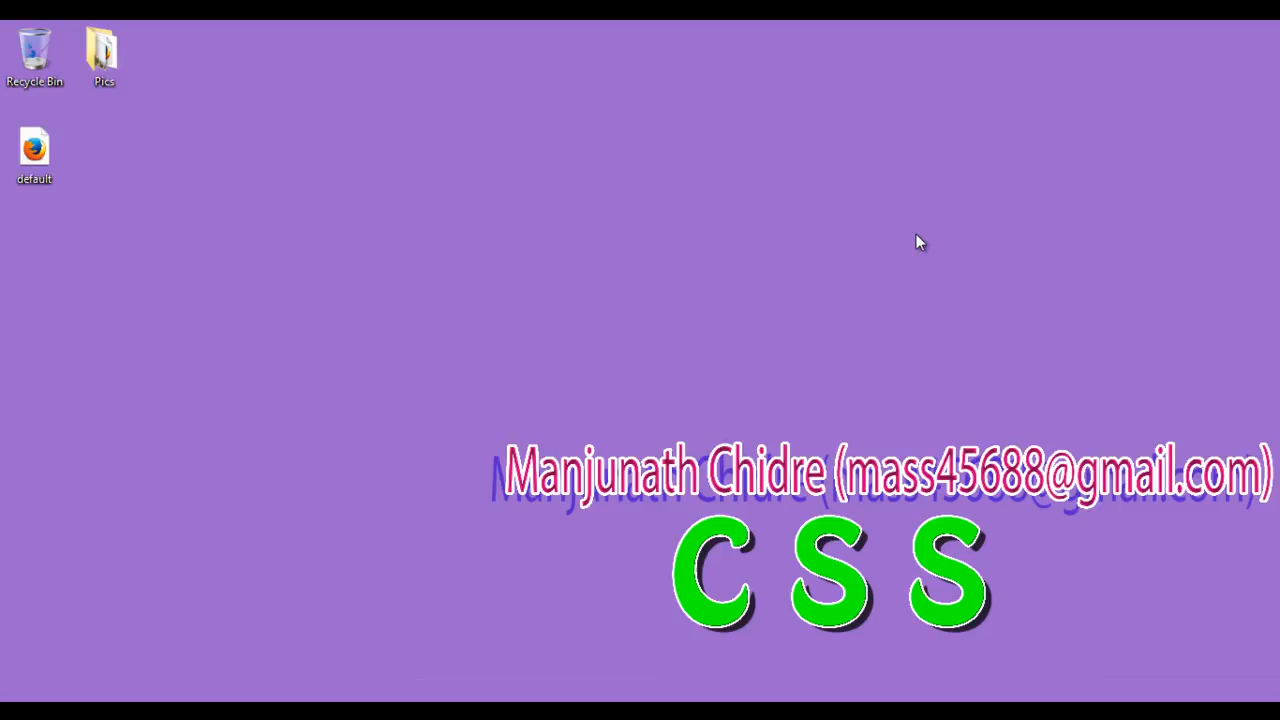 Recycle Bin
Pics
default
Manjunath Chidre (mass45688@gmail.com)
C S S